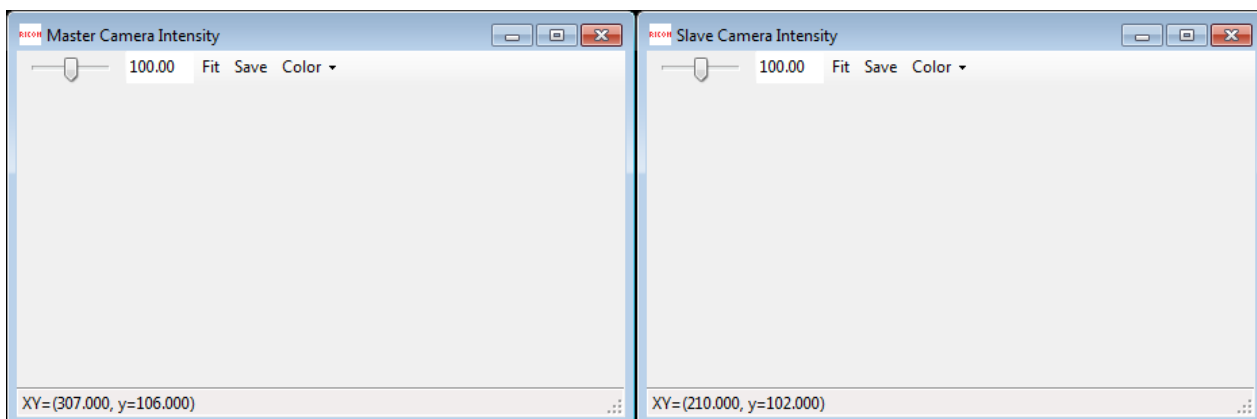 RICOH Master Camera Intensity
100.00 Fit Save Color
XY=(307.000, y=106.000)
RICOH Slave Camera Intensity
100.00 Fit Save Color
XY=(210.000, y=102.000)